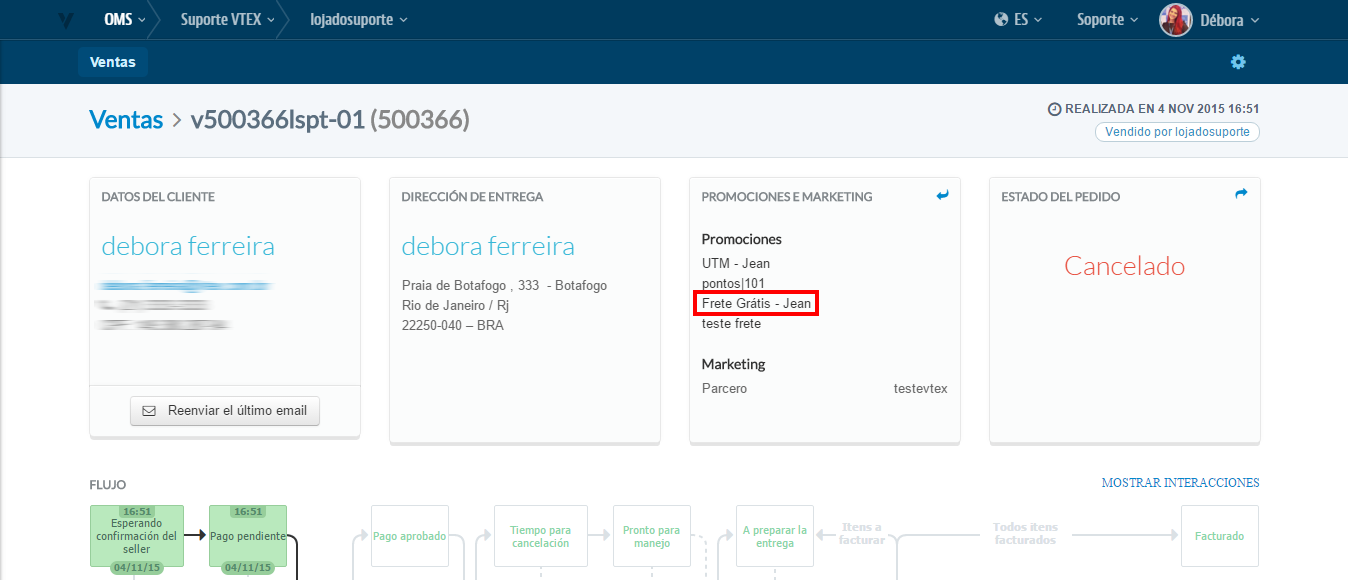 OMS
Suporte VTEX
lojadosuporte
ES
Suporte
Débora
Ventas
Ventas > v500366lspt-01 (500366)
REALIZADA EN 4 NOV 2015 16:51
Vendido por lojadosuporte
DATOS DEL CLIENTE
debora ferreira
Reenviar el último email
DIRECCIÓN DE ENTREGA
debora ferreira
Praia de Botafogo , 333 - Botafogo
Rio de Janeiro / Rj
22250-040 – BRA
PROMOCIONES E MARKETING
Promociones
UTM - Jean
pontos|101
Frete Grátis - Jean
teste frete
Marketing
Parcero testevtex
ESTADO DEL PEDIDO
Cancelado
FLUJO
MOSTRAR INTERACCIONES
16:51
Esperando
confirmación del
seller
04/11/15
16:51
Pago pendiente
04/11/15
Pago aprobado
Tiempo para
cancelación
Pronto para
manejo
A preparar la
entrega
Itens a
facturar
Todos itens
facturados
Facturado